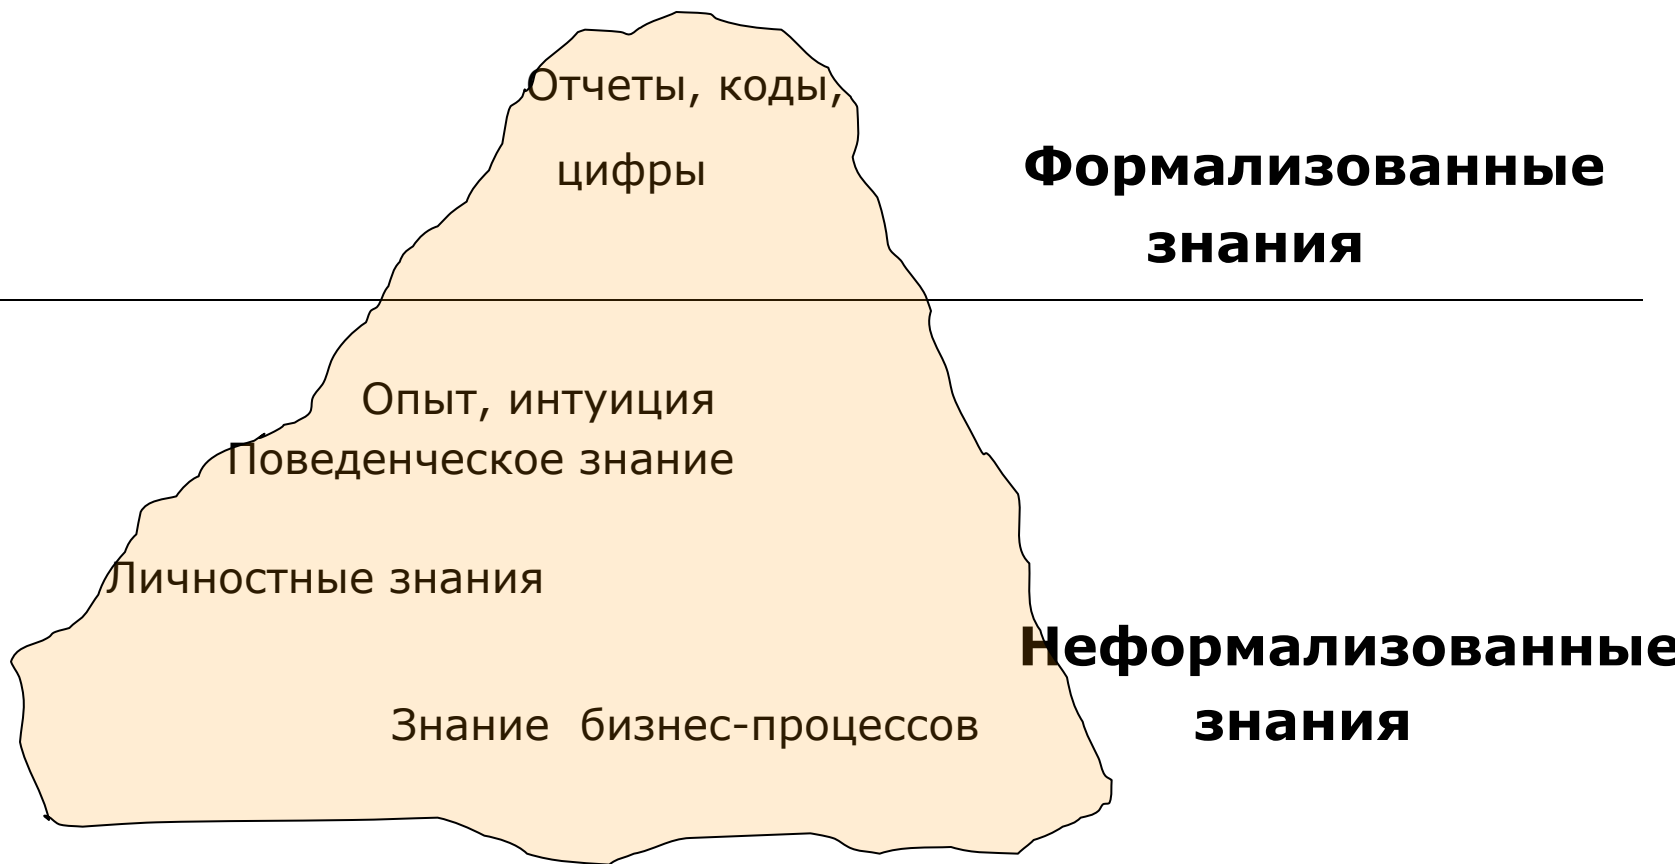 Отчеты, коды,
цифры
Формализованные
знания
Опыт, интуиция
Поведенческое знание
Личностные знания
Неформализованные
знания
Знание бизнес-процессов